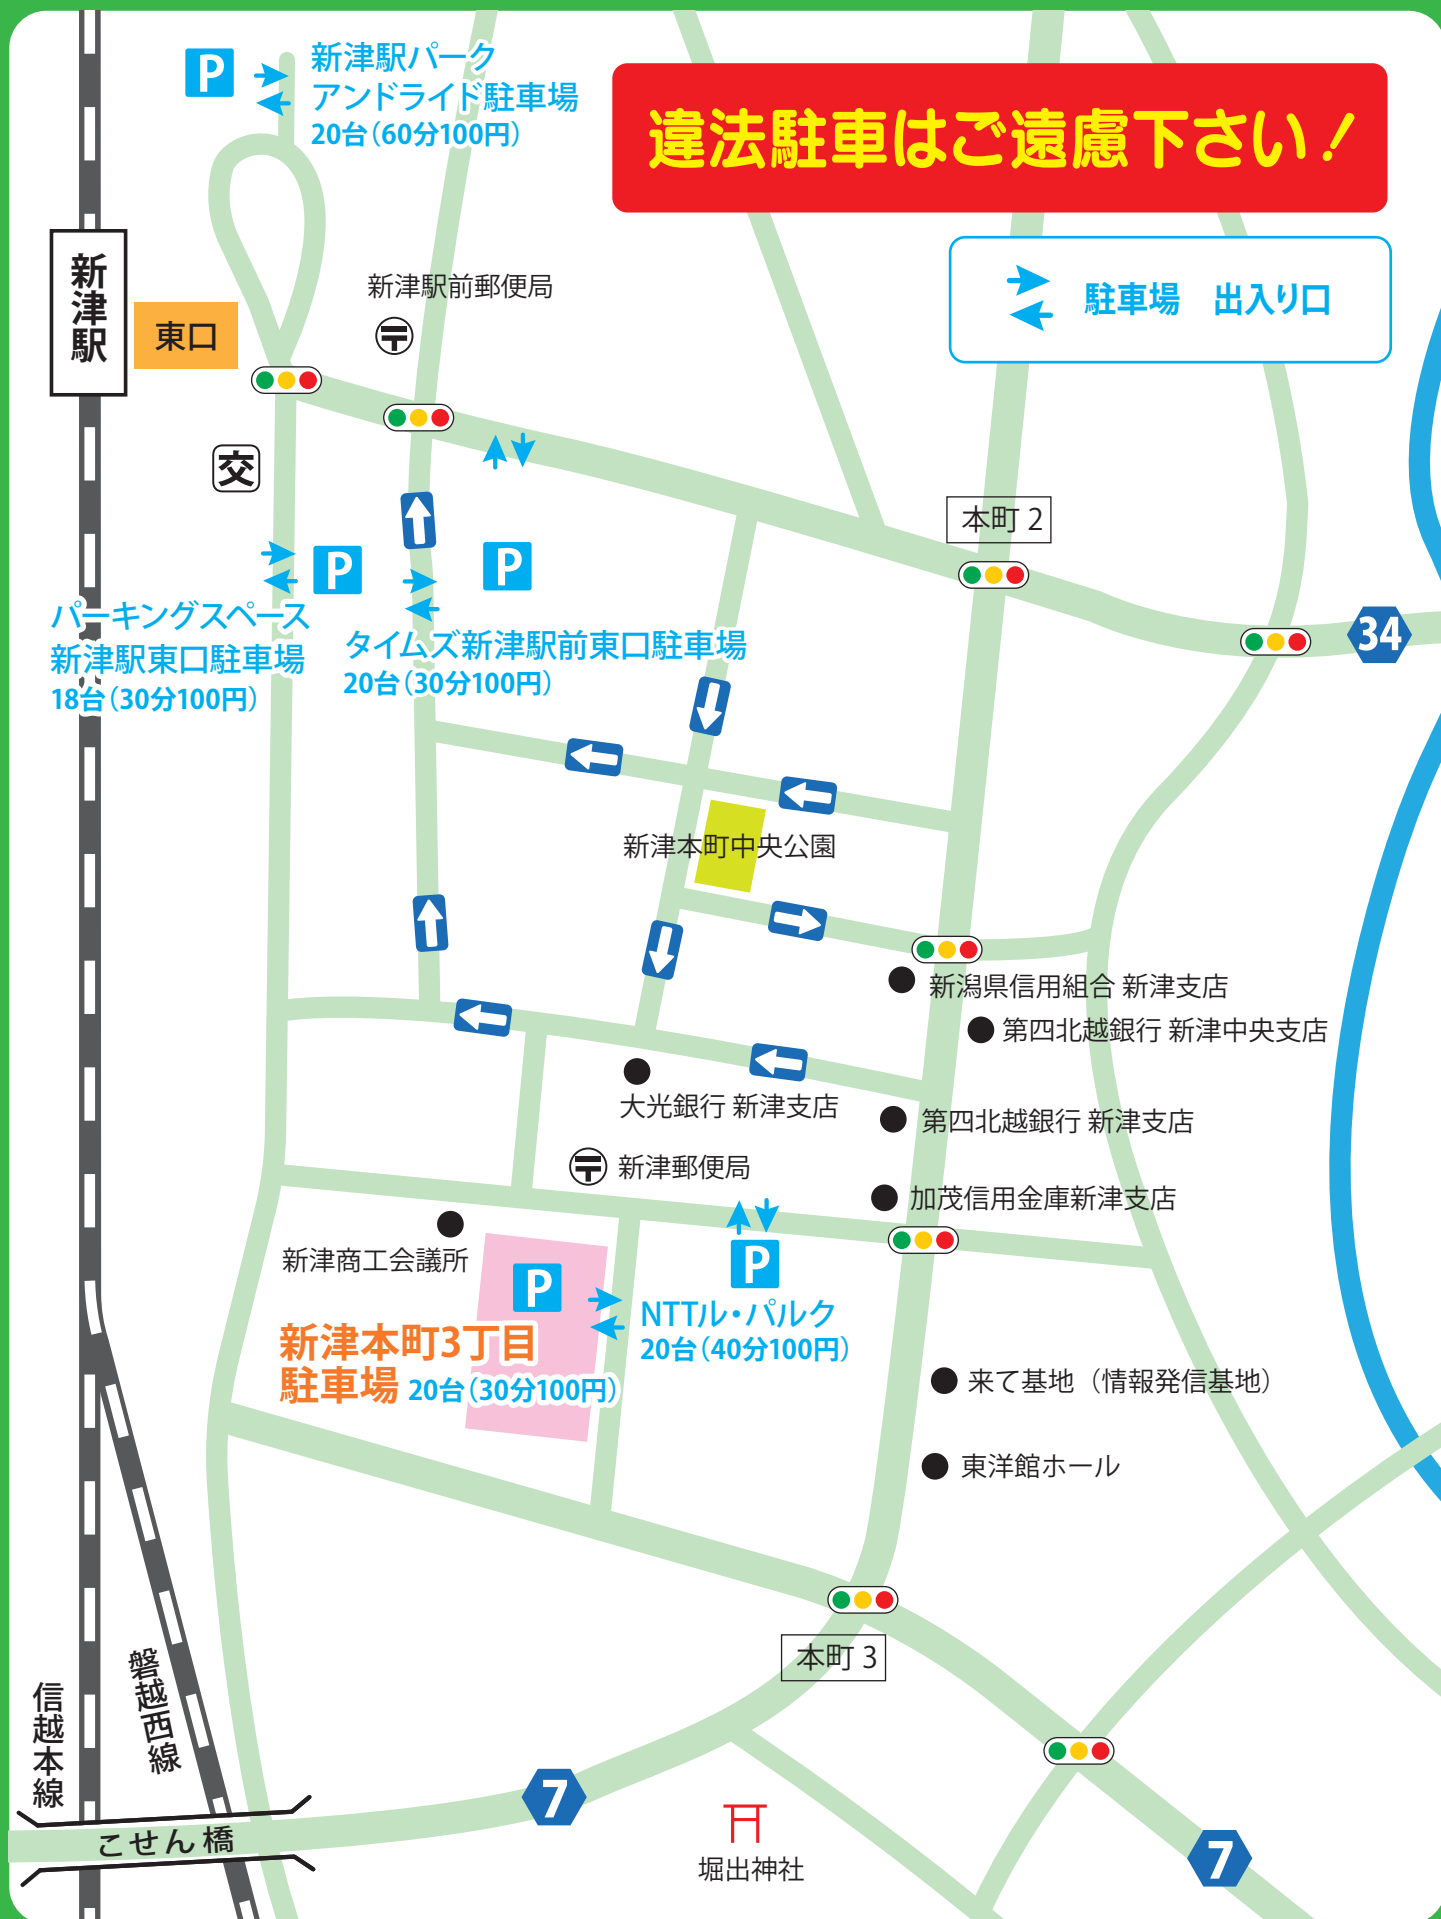 新津駅パーク
アンドライド駐車場
20台（60分100円）
違法駐車はご遠慮下さい！
駐車場　出入り口
新津駅
東口
新津駅前郵便局
交
本町 2
34
パーキングスペース
新津駅東口駐車場
18台（30分100円）
P
P
P
タイムズ新津駅前東口駐車場
20台（30分100円）
新津本町中央公園
新潟県信用組合 新津支店
第四北越銀行 新津中央支店
大光銀行 新津支店
第四北越銀行 新津支店
新津郵便局
加茂信用金庫新津支店
新津商工会議所
P
P
NTTル・パルク
20台（40分100円）
新津本町3丁目
駐車場 20台（30分100円）
来て基地（情報発信基地）
東洋館ホール
本町 3
信越本線
磐越西線
7
7
こせん橋
堀出神社